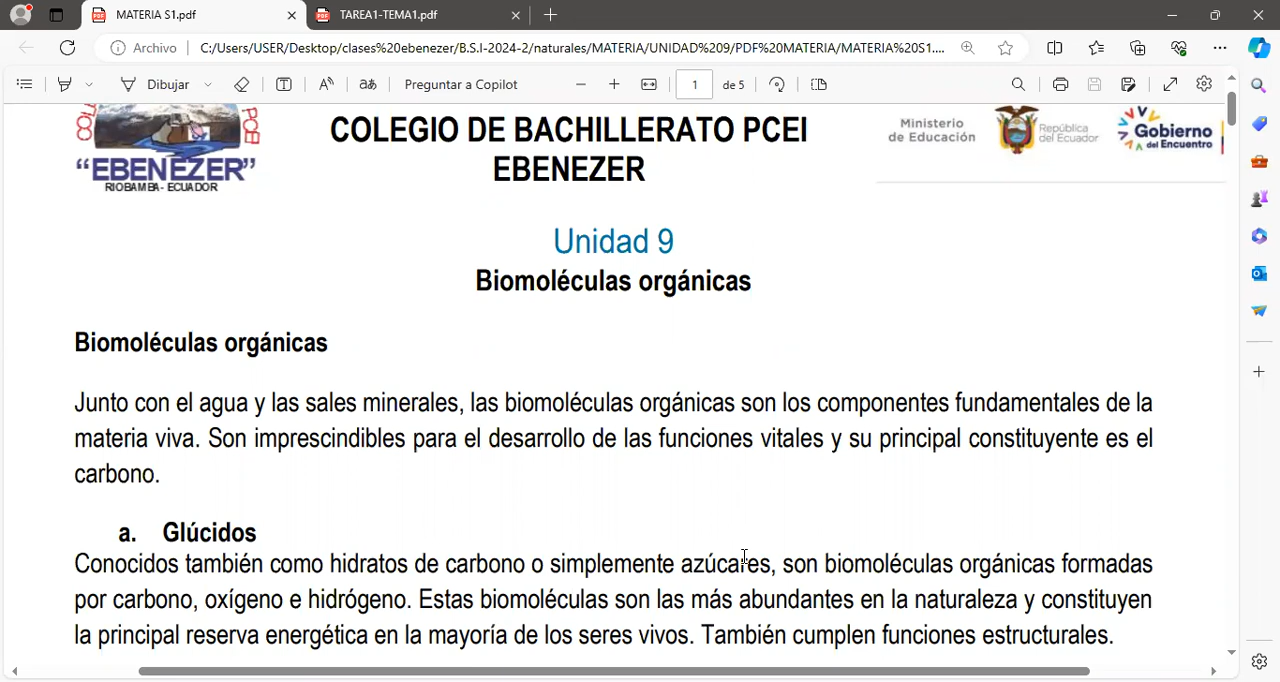 MATERIA S1.pdf
TAREA1-TEMA1.pdf
Archivo
C:/Users/USER/Desktop/clases%20ebenezer/B.S.I-2024-2/naturales/MATERIA/UNIDAD%209/PDF%20MATERIA/MATERIA%20S1....
Dibujar
Preguntar a Copilot
1
de 5
PCEI
"EBENEZER"
RIOBAMBA - ECUADOR
COLEGIO DE BACHILLERATO PCEI
EBENEZER
Ministerio
de Educación
República
del Ecuador
Gobierno
del Encuentro
Unidad 9
Biomoléculas orgánicas
Biomoléculas orgánicas
Junto con el agua y las sales minerales, las biomoléculas orgánicas son los componentes fundamentales de la
materia viva. Son imprescindibles para el desarrollo de las funciones vitales y su principal constituyente es el
carbono.
a. Glúcidos
Conocidos también como hidratos de carbono o simplemente azúcares, son biomoléculas orgánicas formadas
por carbono, oxígeno e hidrógeno. Estas biomoléculas son las más abundantes en la naturaleza y constituyen
la principal reserva energética en la mayoría de los seres vivos. También cumplen funciones estructurales.